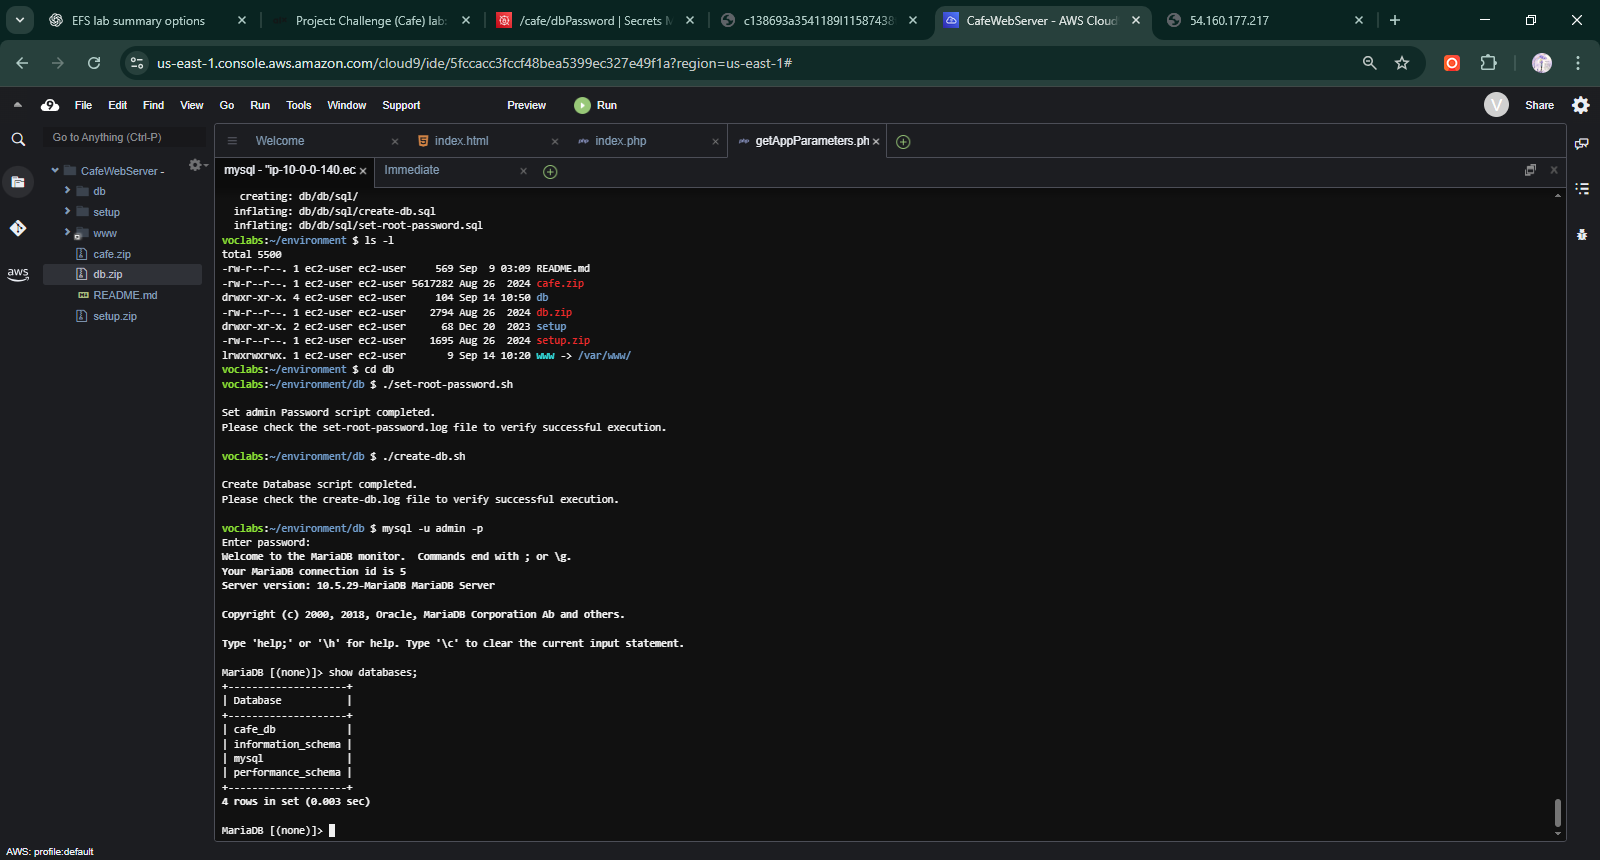 EFS lab summary options
Project: Challenge (Cafe) lab:
/cafe/dbPassword | Secrets M
c138693a3541189l115874389
CafeWebServer - AWS Cloud
54.160.177.217
us-east-1.console.aws.amazon.com/cloud9/ide/5fccacc3fccf48bea5399ec327e49f1a?region=us-east-1#
9 File Edit Find View Go Run Tools Window Support Preview Run V Share
Go to Anything (Ctrl-P)
Welcome index.html index.php getAppParameters.ph
CafeWebServer -
db
setup
www
cafe.zip
db.zip
README.md
setup.zip
aws
mysql - "ip-10-0-0-140.ec Immediate
creating: db/db/sql/
inflating: db/db/sql/create-db.sql
inflating: db/db/sql/set-root-password.sql
voclabs:~/environment $ ls -l
total 5500
-rw-r--r--. 1 ec2-user ec2-user     569 Sep  9 03:09 README.md
-rw-r--r--. 1 ec2-user ec2-user 5617282 Aug 26  2024 cafe.zip
drwxr-xr-x. 4 ec2-user ec2-user     104 Sep 14 10:50 db
-rw-r--r--. 1 ec2-user ec2-user    2794 Aug 26  2024 db.zip
drwxr-xr-x. 2 ec2-user ec2-user      68 Dec 20  2023 setup
-rw-r--r--. 1 ec2-user ec2-user    1695 Aug 26  2024 setup.zip
lrwxrwxrwx. 1 ec2-user ec2-user       9 Sep 14 10:20 www -> /var/www/
voclabs:~/environment $ cd db
voclabs:~/environment/db $ ./set-root-password.sh
Set admin Password script completed.
Please check the set-root-password.log file to verify successful execution.
voclabs:~/environment/db $ ./create-db.sh
Create Database script completed.
Please check the create-db.log file to verify successful execution.
voclabs:~/environment/db $ mysql -u admin -p
Enter password:
Welcome to the MariaDB monitor.  Commands end with ; or \g.
Your MariaDB connection id is 5
Server version: 10.5.29-MariaDB MariaDB Server
Copyright (c) 2000, 2018, Oracle, MariaDB Corporation Ab and others.
Type 'help;' or '\h' for help. Type '\c' to clear the current input statement.
MariaDB [(none)]> show databases;
+--------------------+
| Database           |
+--------------------+
| cafe_db            |
| information_schema |
| mysql              |
| performance_schema |
+--------------------+
4 rows in set (0.003 sec)
MariaDB [(none)]>
AWS: profile:default